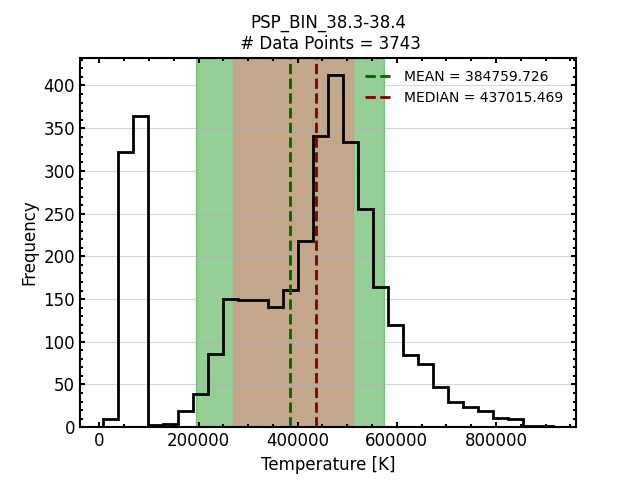 PSP_BIN_38.3-38.4
# Data Points = 3743
MEAN = 384759.726
MEDIAN = 437015.469
Frequency
400
350
300
250
200
150
100
50
0
0 200000 400000 600000 800000
Temperature [K]